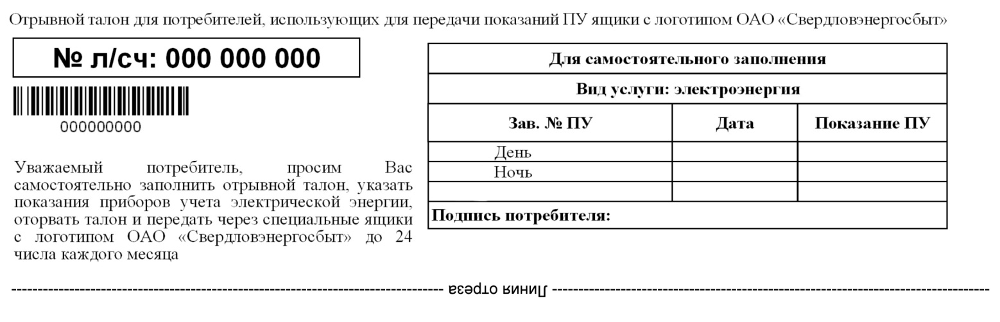 Отрывной талон для потребителей, использующих для передачи показаний ПУ ящики с логотипом ОАО «Свердловэнергосбыт»
№ л/сч: 000 000 000
000000000
Уважаемый потребитель, просим Вас
самостоятельно заполнить отрывной талон, указать
показания приборов учета электрической энергии,
оторвать талон и передать через специальные ящики
с логотипом ОАО «Свердловэнергосбыт» до 24
числа каждого месяца
Для самостоятельного заполнения
Вид услуги: электроэнергия
Зав. № ПУ Дата Показание ПУ
День
Ночь
Подпись потребителя:
Линия отреза